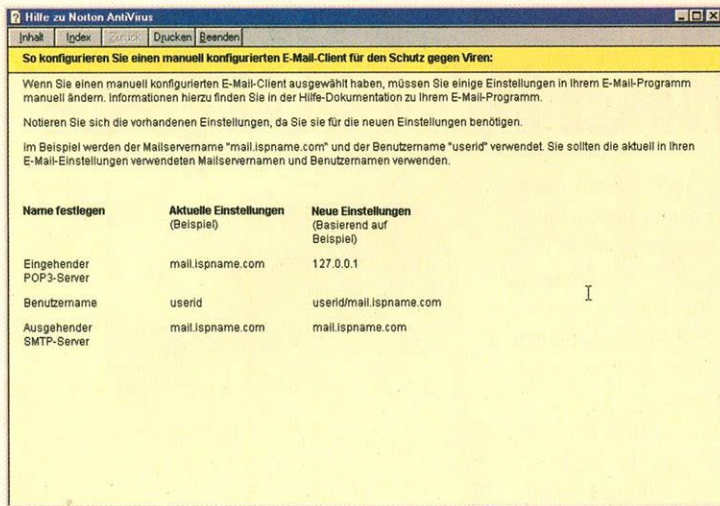 Hilfe zu Norton AntiVirus
Inhalt Index Zurück Drucken Beenden
So konfigurieren Sie einen manuell konfigurierten E-Mail-Client für den Schutz gegen Viren:
Wenn Sie einen manuell konfigurierten E-Mail-Client ausgewählt haben, müssen Sie einige Einstellungen in Ihrem E-Mail-Programm
manuell ändern. Informationen hierzu finden Sie in der Hilfe-Dokumentation zu Ihrem E-Mail-Programm.
Notieren Sie sich die vorhandenen Einstellungen, da Sie sie für die neuen Einstellungen benötigen.
Im Beispiel werden der Mailservername "mail.ispname.com" und der Benutzername "userid" verwendet. Sie sollten die aktuell in Ihren
E-Mail-Einstellungen verwendeten Mailservernamen und Benutzernamen verwenden.
Name festlegen Aktuelle Einstellungen Neue Einstellungen
(Beispiel) (Basierend auf
Beispiel)
Eingehender mail.ispname.com 127.0.0.1
POP3-Server
Benutzername userid userid/mail.ispname.com
Ausgehender mail.ispname.com mail.ispname.com
SMTP-Server